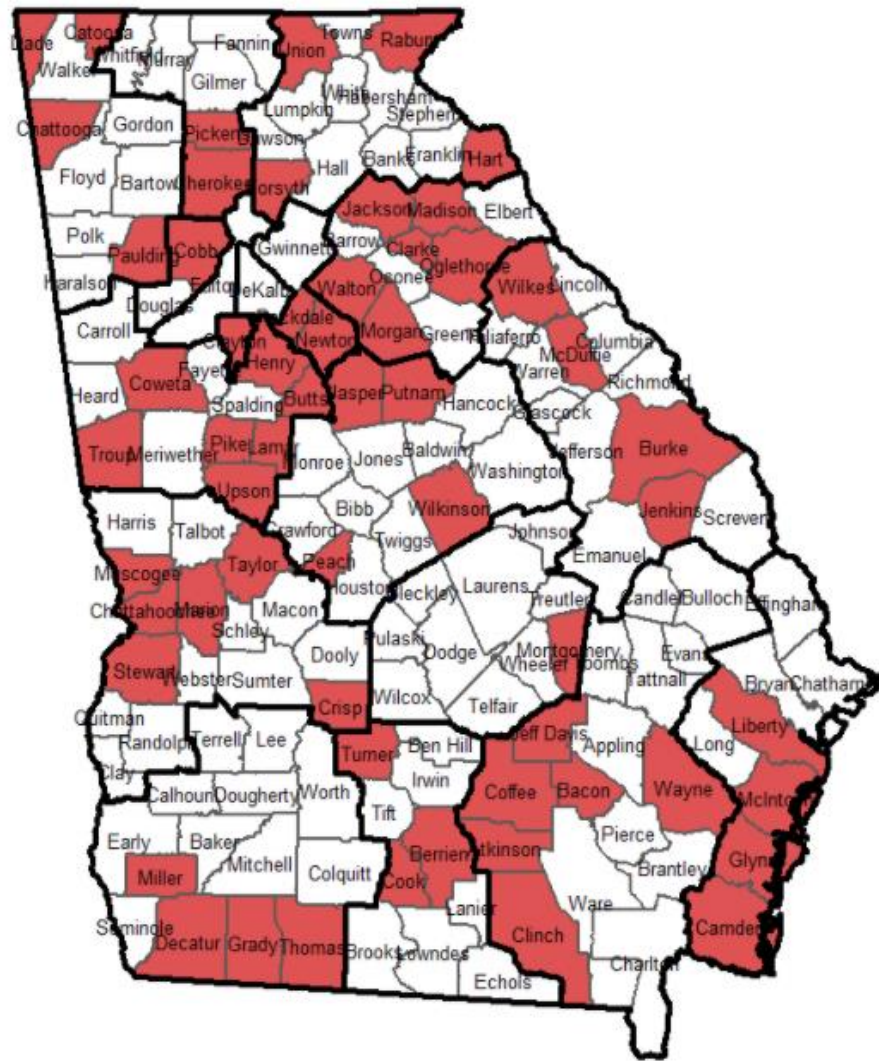 Dade
Catoosa
Whitfield
Murray
Fannin
Union
Towns
Rabun
Walker
Gilmer
White
Habersham
Stephens
Lumpkin
Chattooga
Gordon
Pickens
Dawson
Hall
Banks
Franklin
Hart
Floyd
Bartow
Cherokee
Forsyth
Jackson
Madison
Elbert
Polk
Paulding
Cobb
Gwinnett
Barrow
Clarke
Oglethorpe
Haralson
Douglas
Fulton
DeKalb
Walton
Oconee
Wilkes
Lincoln
Carroll
Clayton
Rockdale
Newton
Morgan
Greene
Taliaferro
McDuffie
Columbia
Heard
Coweta
Fayette
Henry
Spalding
Butts
Jasper
Putnam
Hancock
Warren
Richmond
Glascock
Troup
Meriwether
Pike
Lamar
Monroe
Jones
Baldwin
Washington
Jefferson
Burke
Upson
Bibb
Wilkinson
Jenkins
Screven
Harris
Talbot
Crawford
Twiggs
Johnson
Emanuel
Muscogee
Taylor
Peach
Houston
Bleckley
Laurens
Treutlen
Candler
Bulloch
Effingham
Chattahoochee
Marion
Macon
Schley
Dooly
Pulaski
Dodge
Montgomery
Wheeler
Toombs
Evans
Tattnall
Bryan
Chatham
Stewart
Webster
Sumter
Crisp
Wilcox
Telfair
Liberty
Quitman
Randolph
Terrell
Lee
Turner
Ben Hill
Jeff Davis
Appling
Long
Clay
Calhoun
Dougherty
Worth
Irwin
Tift
Coffee
Bacon
Wayne
McIntosh
Early
Baker
Mitchell
Colquitt
Berrien
Cook
Atkinson
Pierce
Brantley
Glynn
Miller
Lanier
Ware
Camden
Seminole
Decatur
Grady
Thomas
Brooks
Lowndes
Echols
Clinch
Charlton